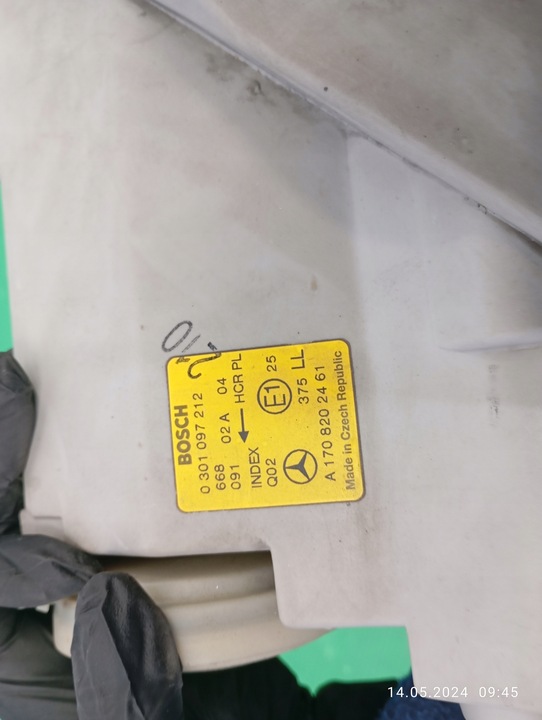 BOSCH
0 301 097 212
668 02 A 04
091 ← HCR PL
INDEX
Q02 E1 25
375 LL
A 170 820 24 61
Made in Czech Republic
14.05.2024 09:45